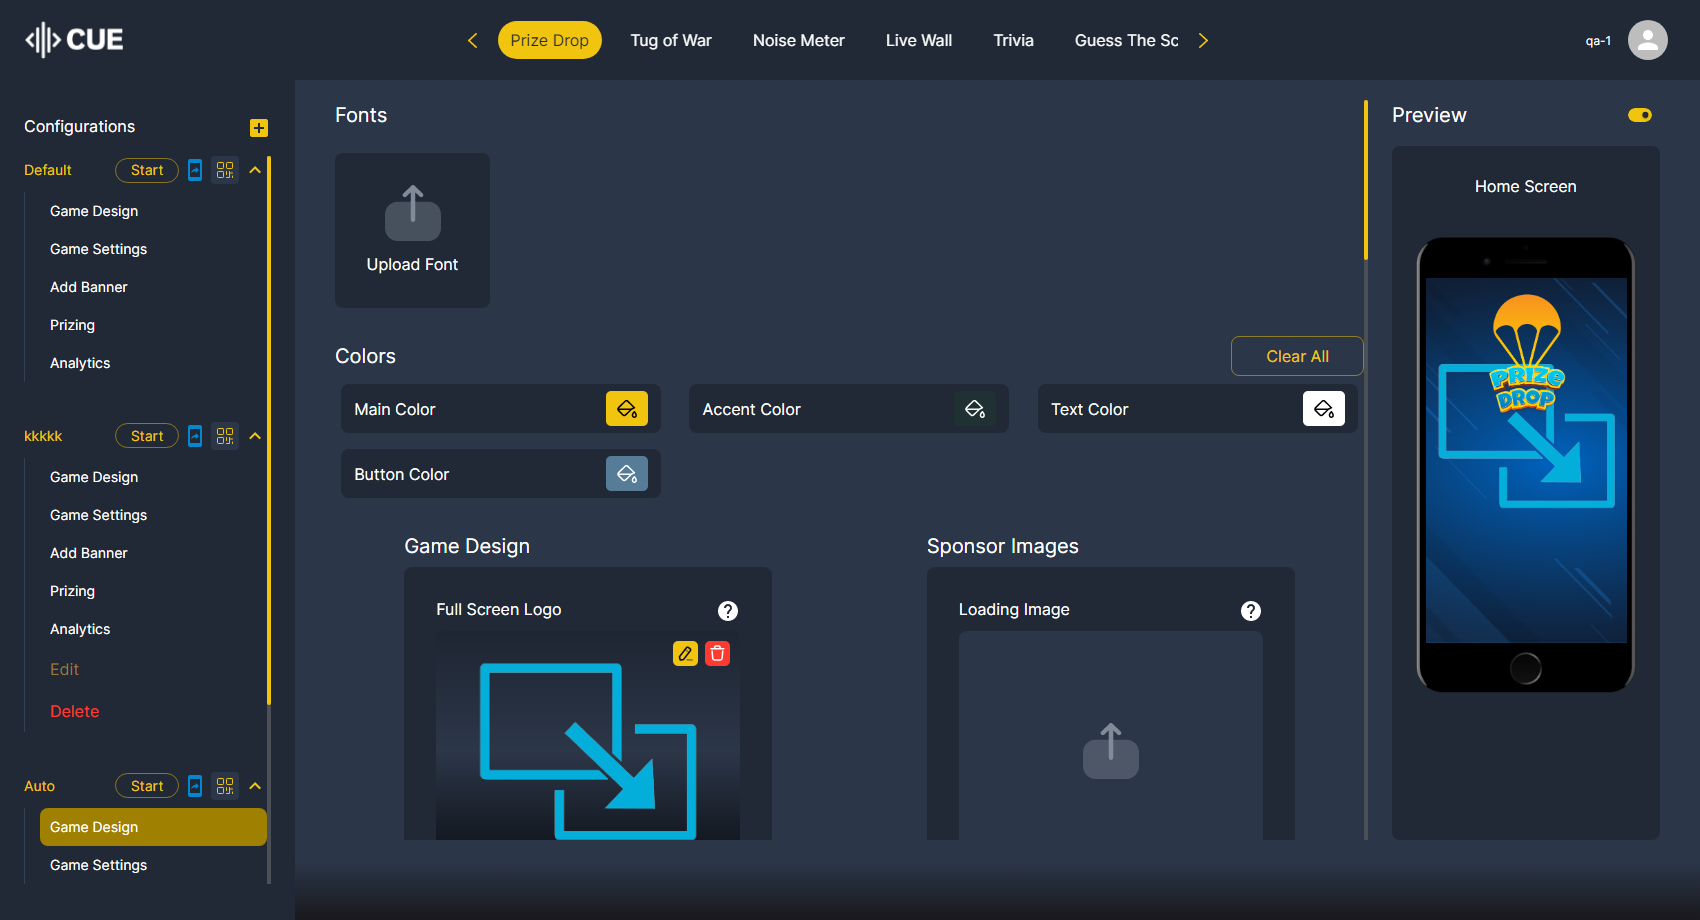 CUE
Prize Drop
Tug of War
Noise Meter
Live Wall
Trivia
Guess The Sc
qa-1
Configurations
Default
Start
Game Design
Game Settings
Add Banner
Prizing
Analytics
kkkkk
Start
Game Design
Game Settings
Add Banner
Prizing
Analytics
Edit
Delete
Auto
Start
Game Design
Game Settings
Fonts
Upload Font
Colors
Clear All
Main Color
Accent Color
Text Color
Button Color
Game Design
Full Screen Logo
?
Sponsor Images
Loading Image
?
Preview
Home Screen
PRIZE
DROP